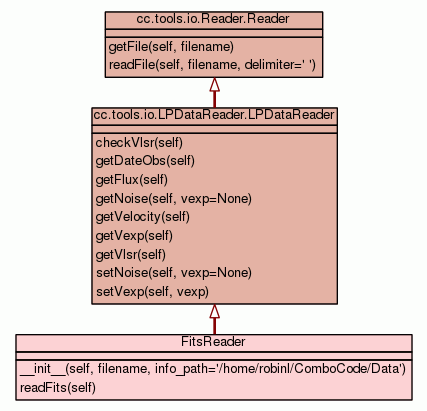 cc.tools.io.Reader.Reader
getFile(self, filename)
readFile(self, filename, delimiter=' ')
cc.tools.io.LPDataReader.LPDataReader
checkVlsr(self)
getDateObs(self)
getFlux(self)
getNoise(self, vexp=None)
getVelocity(self)
getVexp(self)
getVlsr(self)
setNoise(self, vexp=None)
setVexp(self, vexp)
FitsReader
__init__(self, filename, info_path='/home/robinl/ComboCode/Data')
readFits(self)